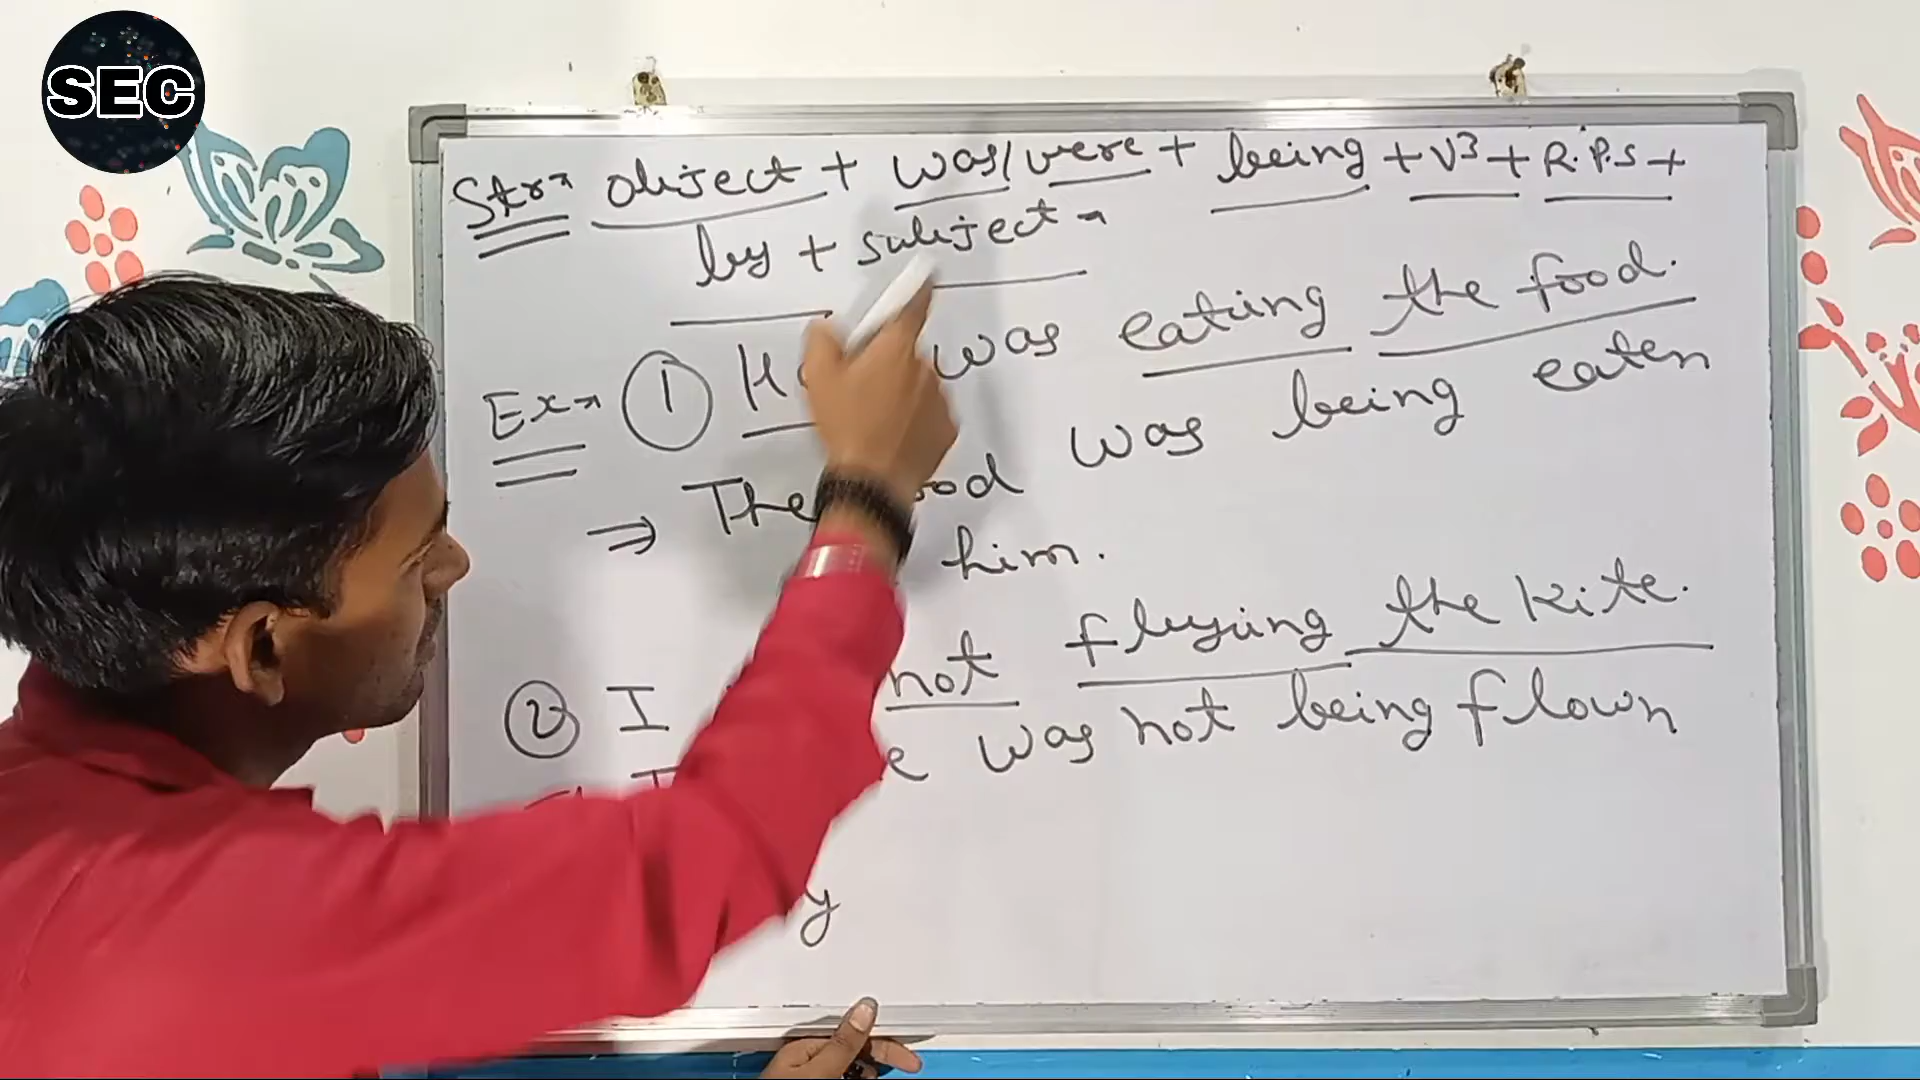 SEC
Str→ object + was/were + being + V³ + R.P.S +
by + subject -
Ex→ ① was eating the food.
⇒ The was being eaten
him.
② I not flying the kite.
was not being flown